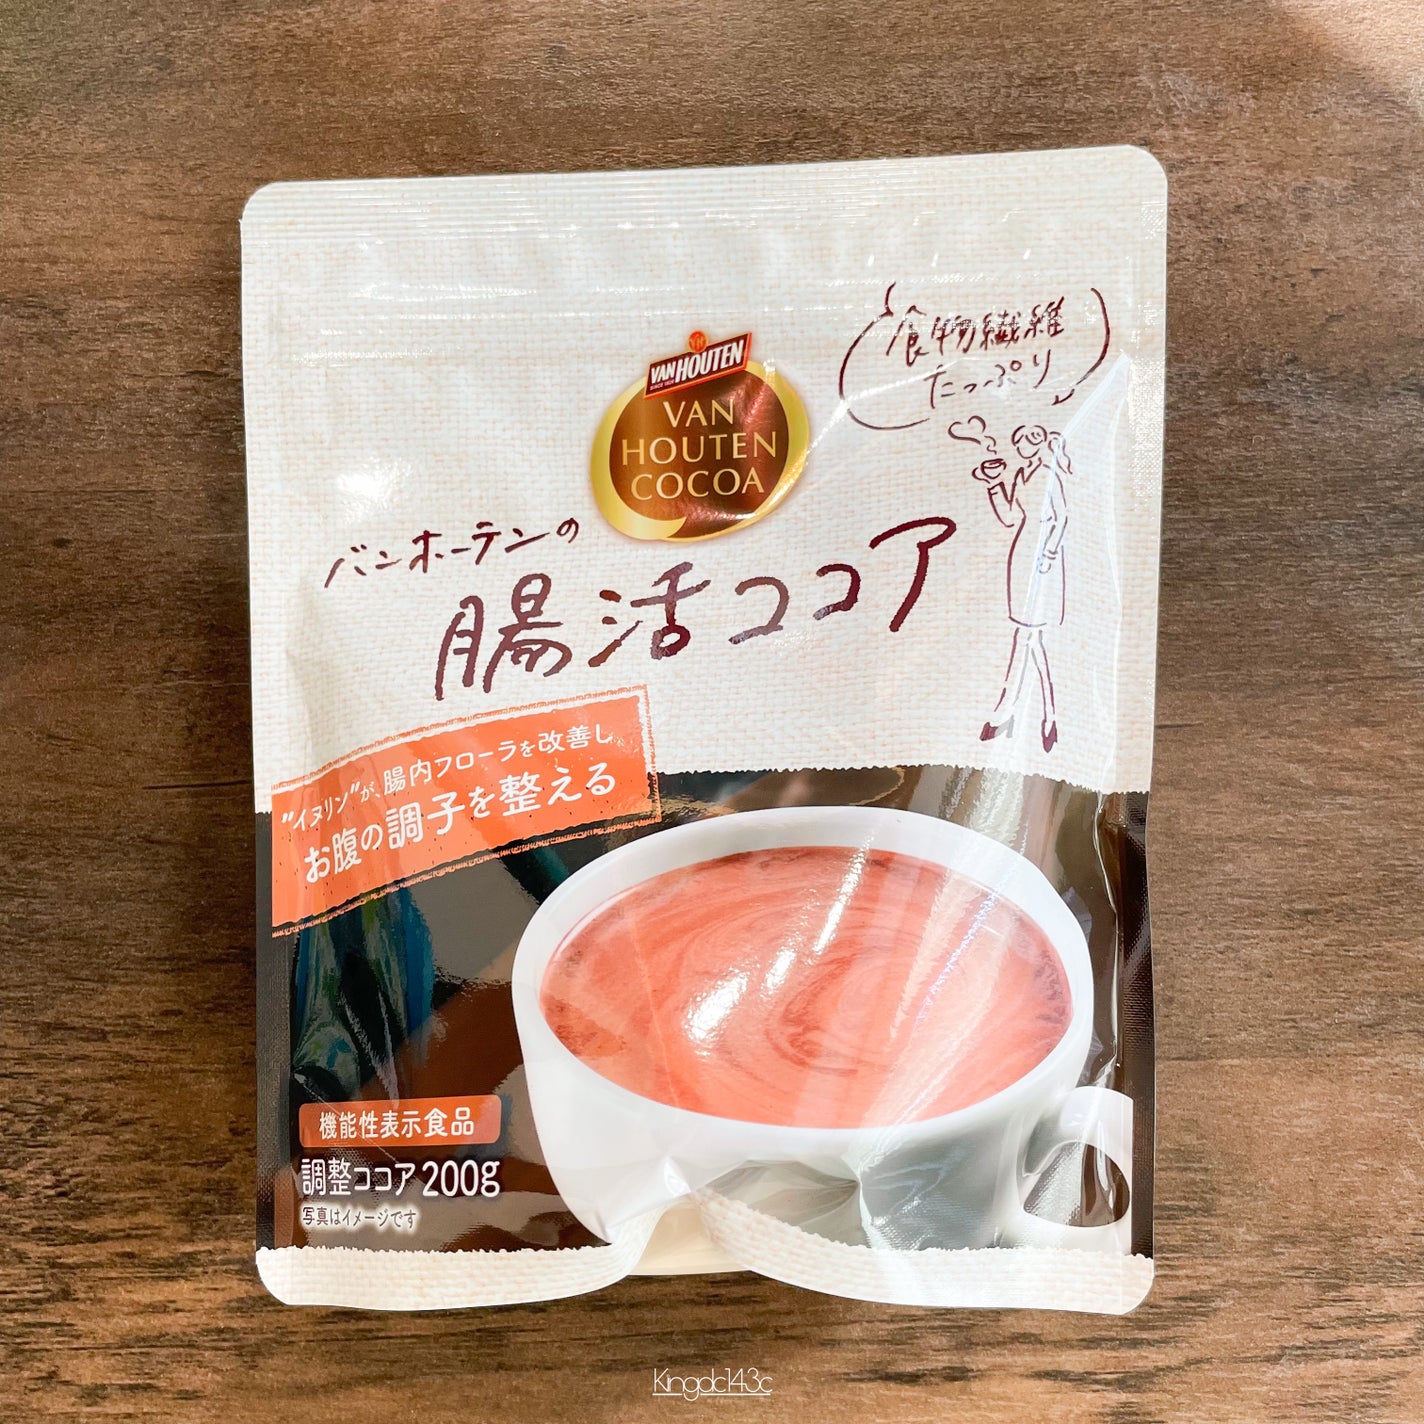 VAN HOUTEN
SINCE 1828
VAN
HOUTEN
COCOA
食物繊維
たっぷり
バンホーテンの
腸活ココア
"イヌリン"が、腸内フローラを改善し
お腹の調子を整える
機能性表示食品
調整ココア200g
写真はイメージです
Kingdc143c